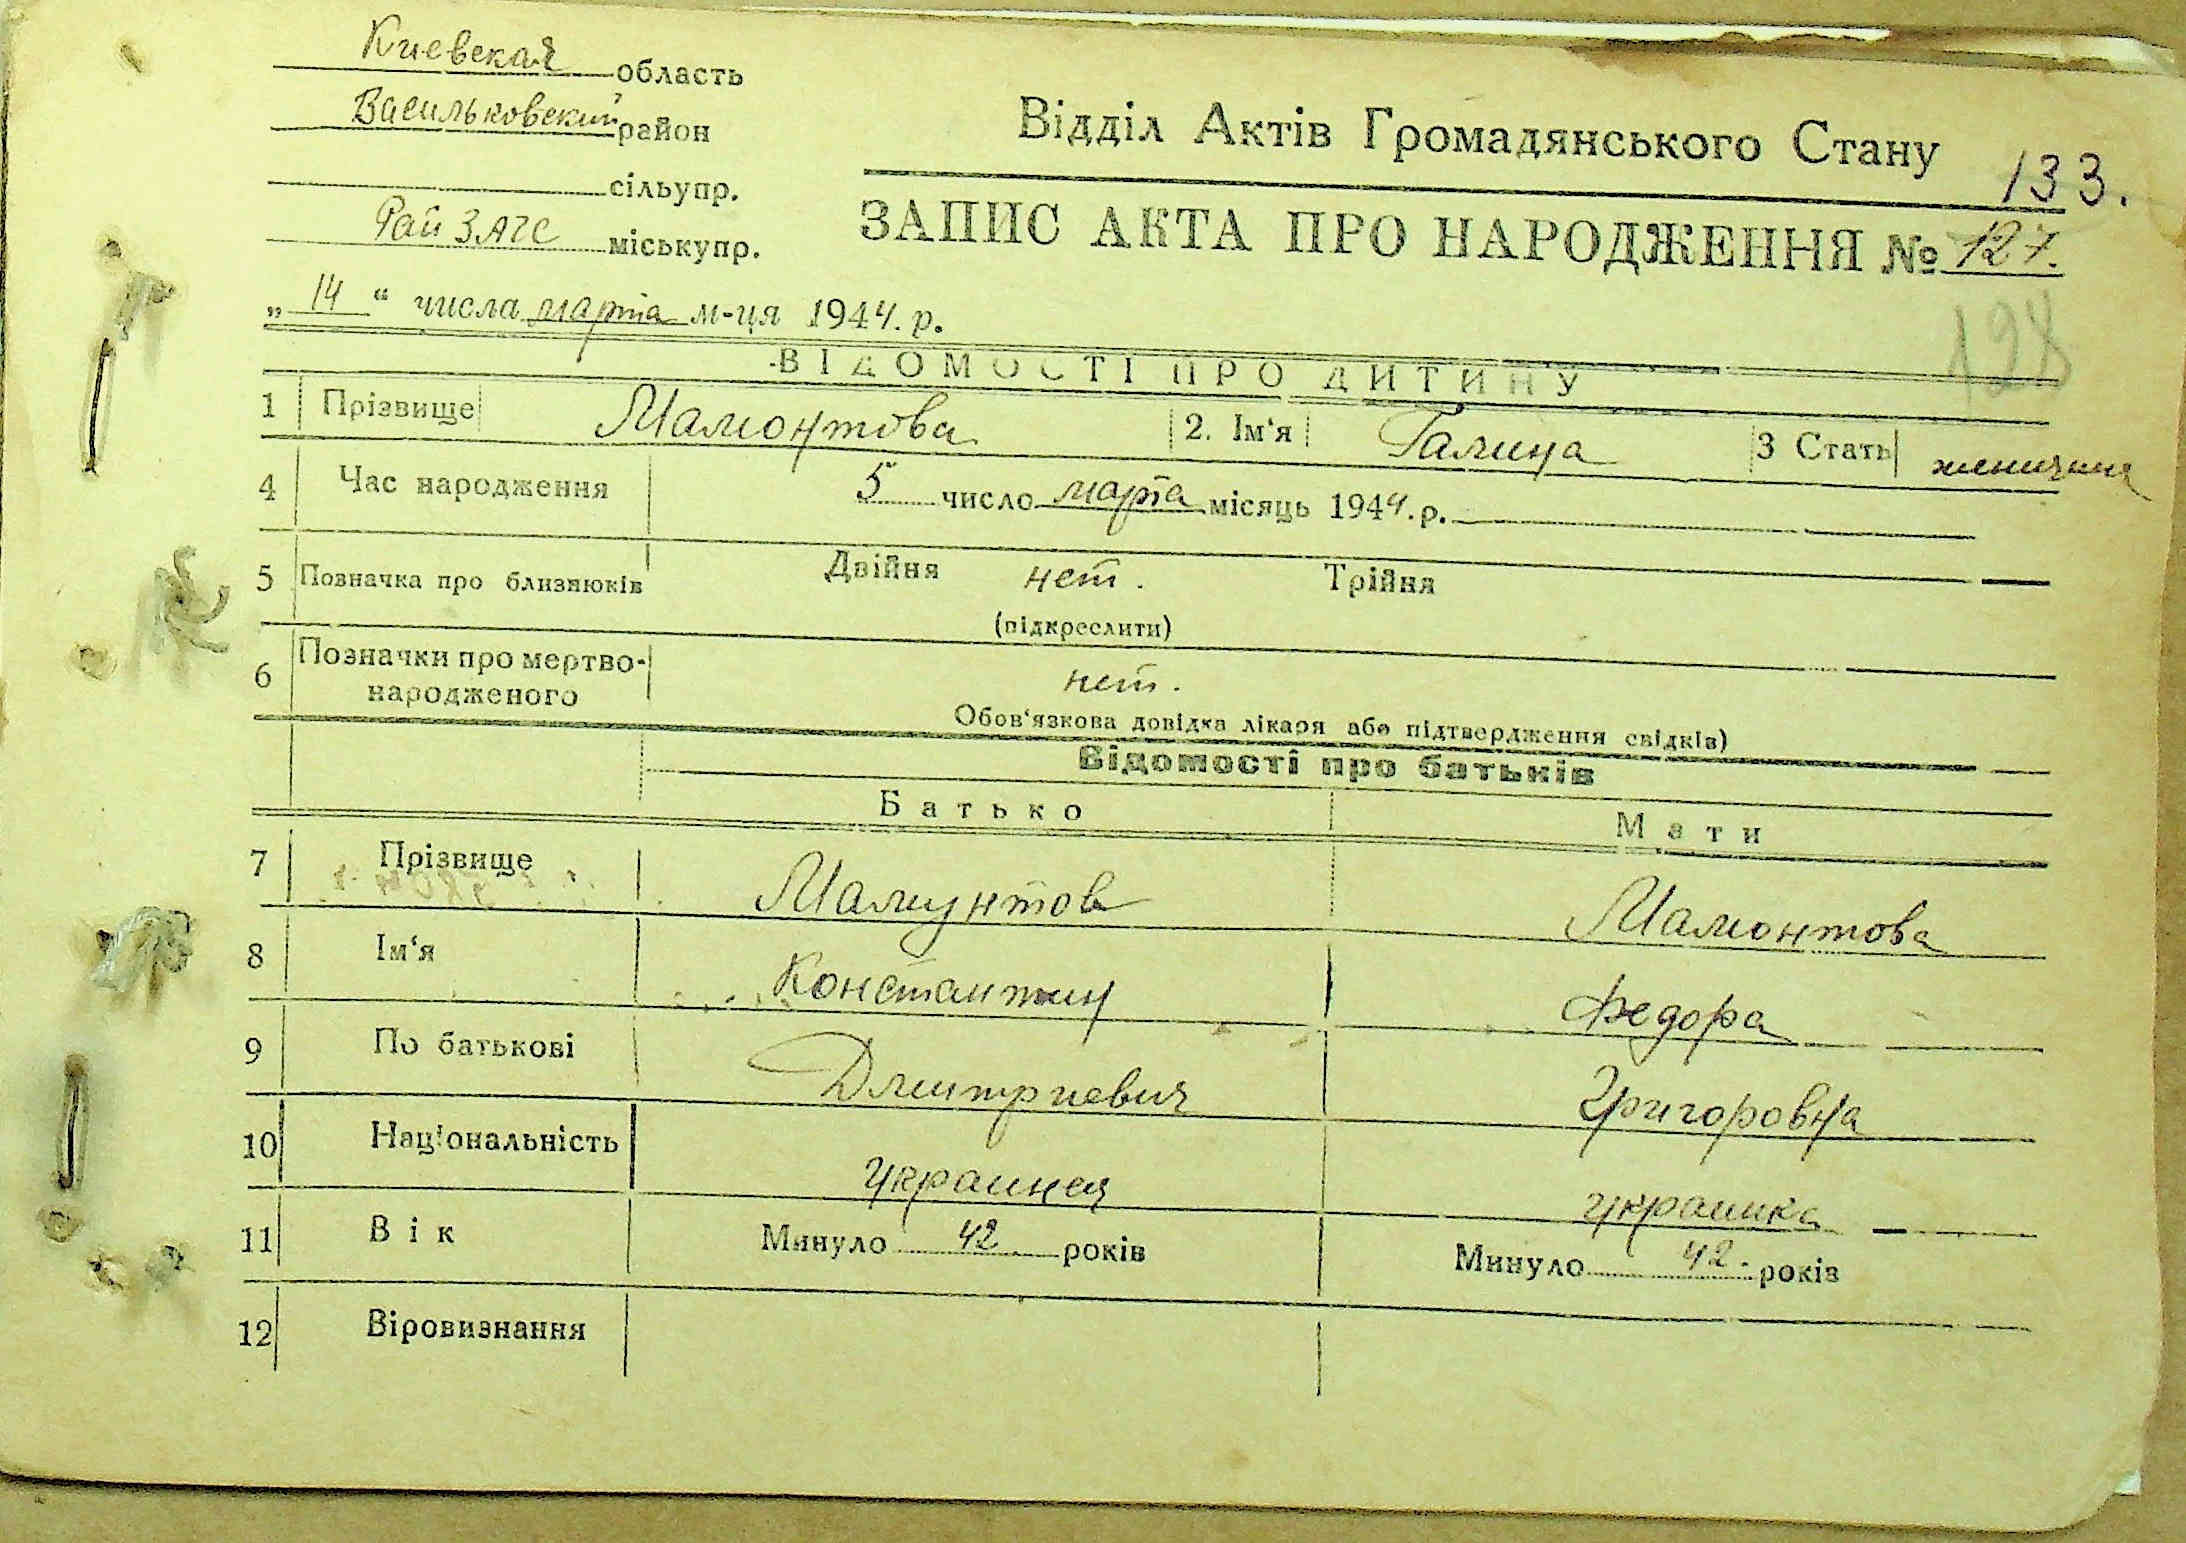 Киевская область
Васильковский район
сільупр.
Рай ЗАГС міськупр.
Відділ Актів Громадянського Стану
133.
ЗАПИС АКТА ПРО НАРОДЖЕННЯ № 127.
128
„ 14 “ числа марта м-ця 1944. р.
ВІДОМОСТІ ПРО ДИТИНУ
1 Прізвище Мамонтова 2. Ім‘я Галина 3 Стать женщина
4 Час народження 5 число марта місяць 1944. р.
5 Позначка про близнюків Двійня нет. Трійня
(підкреслити)
6 Позначки про мертво-
народженого нет.
Обов‘язкова довідка лікаря або підтвердження свідків)
Відомості про батьків
Батько Мати
7 Прізвище Мамунтов Мамонтова
8 Ім‘я Константин Федора
9 По батькові Дмитриевич Григоровна
10 Національність украинец украинка
11 Вік Минуло 42 років Минуло 42. років
12 Віровизнання